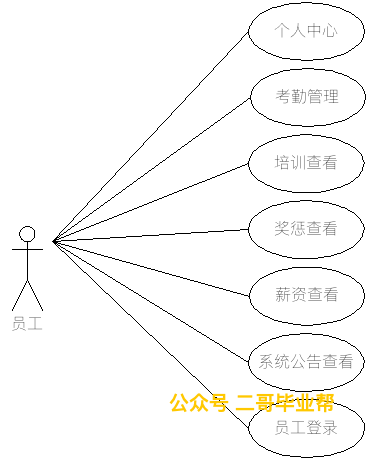 个人中心
考勤管理
培训查看
奖惩查看
薪资查看
员工
系统公告查看
公众号 二哥毕业帮
员工登录